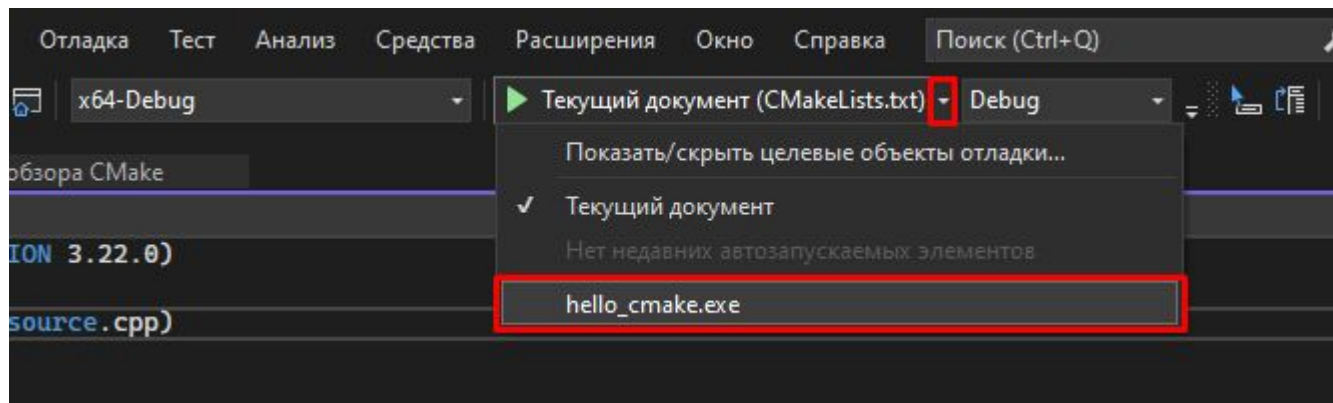 Отладка Тест Анализ Средства Расширения Окно Справка Поиск (Ctrl+Q)
x64-Debug Текущий документ (CMakeLists.txt) Debug
Показать/скрыть целевые объекты отладки...
обзора CMake
Текущий документ
ION 3.22.0)
Нет недавних автозапускаемых элементов
hello_cmake.exe
source.cpp)